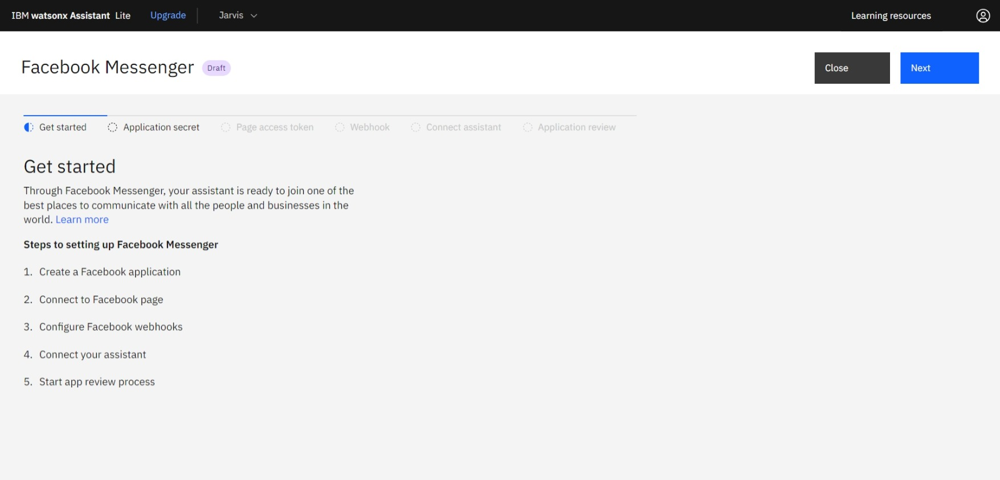 IBM watsonx Assistant Lite Upgrade Jarvis Learning resources
Facebook Messenger Draft Close Next
Get started Application secret Page access token Webhook Connect assistant Application review
Get started
Through Facebook Messenger, your assistant is ready to join one of the
best places to communicate with all the people and businesses in the
world. Learn more
Steps to setting up Facebook Messenger
1. Create a Facebook application
2. Connect to Facebook page
3. Configure Facebook webhooks
4. Connect your assistant
5. Start app review process